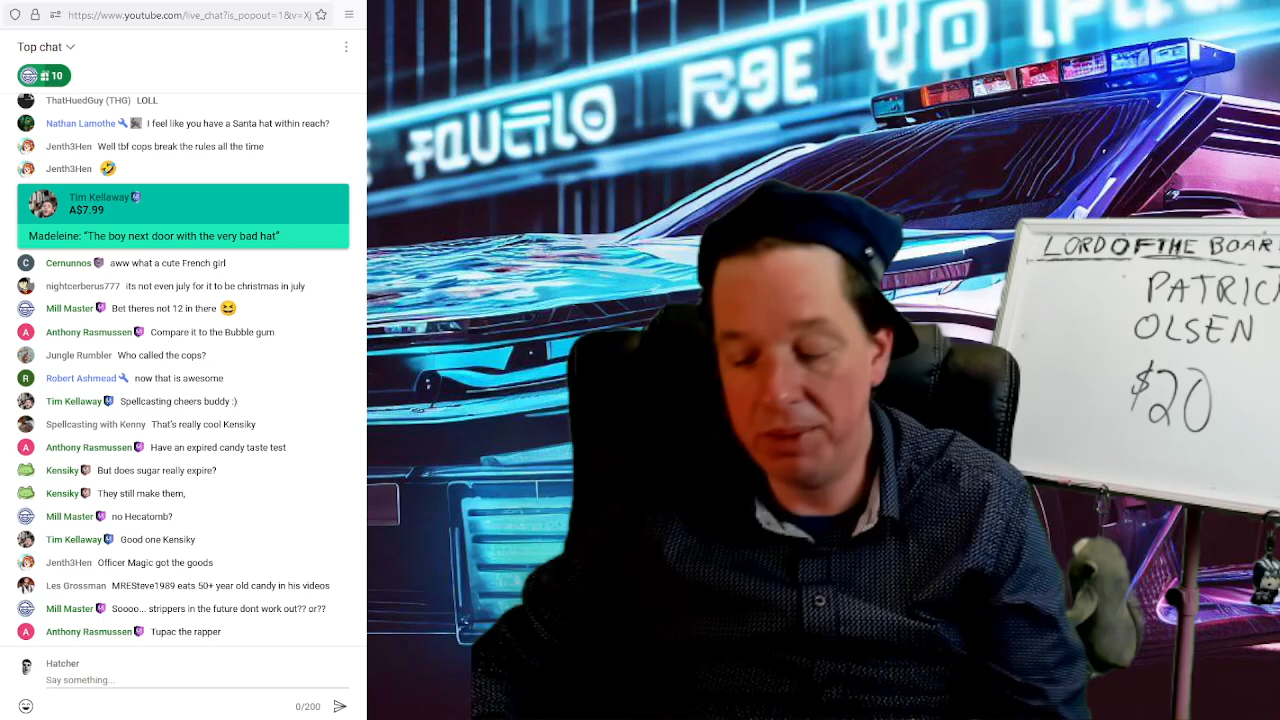 https://www.youtube.com/live_chat?is_popout=1&v=Xj
Top chat
10
ThatHuedGuy (THG) LOLL
Nathan Lamothe I feel like you have a Santa hat within reach?
Jenth3Hen Well tbf cops break the rules all the time
Jenth3Hen 🤣
Tim Kellaway
A$7.99
Madeleine: “The boy next door with the very bad hat”
Cernunnos aww what a cute French girl
nightcerberus777 its not even july for it to be christmas in july
Mill Master Bet theres not 12 in there 😆
Anthony Rasmussen Compare it to the Bubble gum
Jungle Rumbler Who called the cops?
Robert Ashmead now that is awesome
Tim Kellaway Spellcasting cheers buddy :)
Spellcasting with Kenny That's really cool Kensiky
Anthony Rasmussen Have an expired candy taste test
Kensiky But does sugar really expire?
Kensiky They still make them,
Mill Master no Hecatomb?
Tim Kellaway Good one Kensiky
Jenth3Hen Officer Magic got the goods
Les Grossman MRESteve1989 eats 50+ year old candy in his videos
Mill Master Soooo... strippers in the future dont work out?? or??
Anthony Rasmussen Tupac the rapper
Hatcher
Say something...
0/200
LORD OF THE BOAR
PATRICA
OLSEN
$20